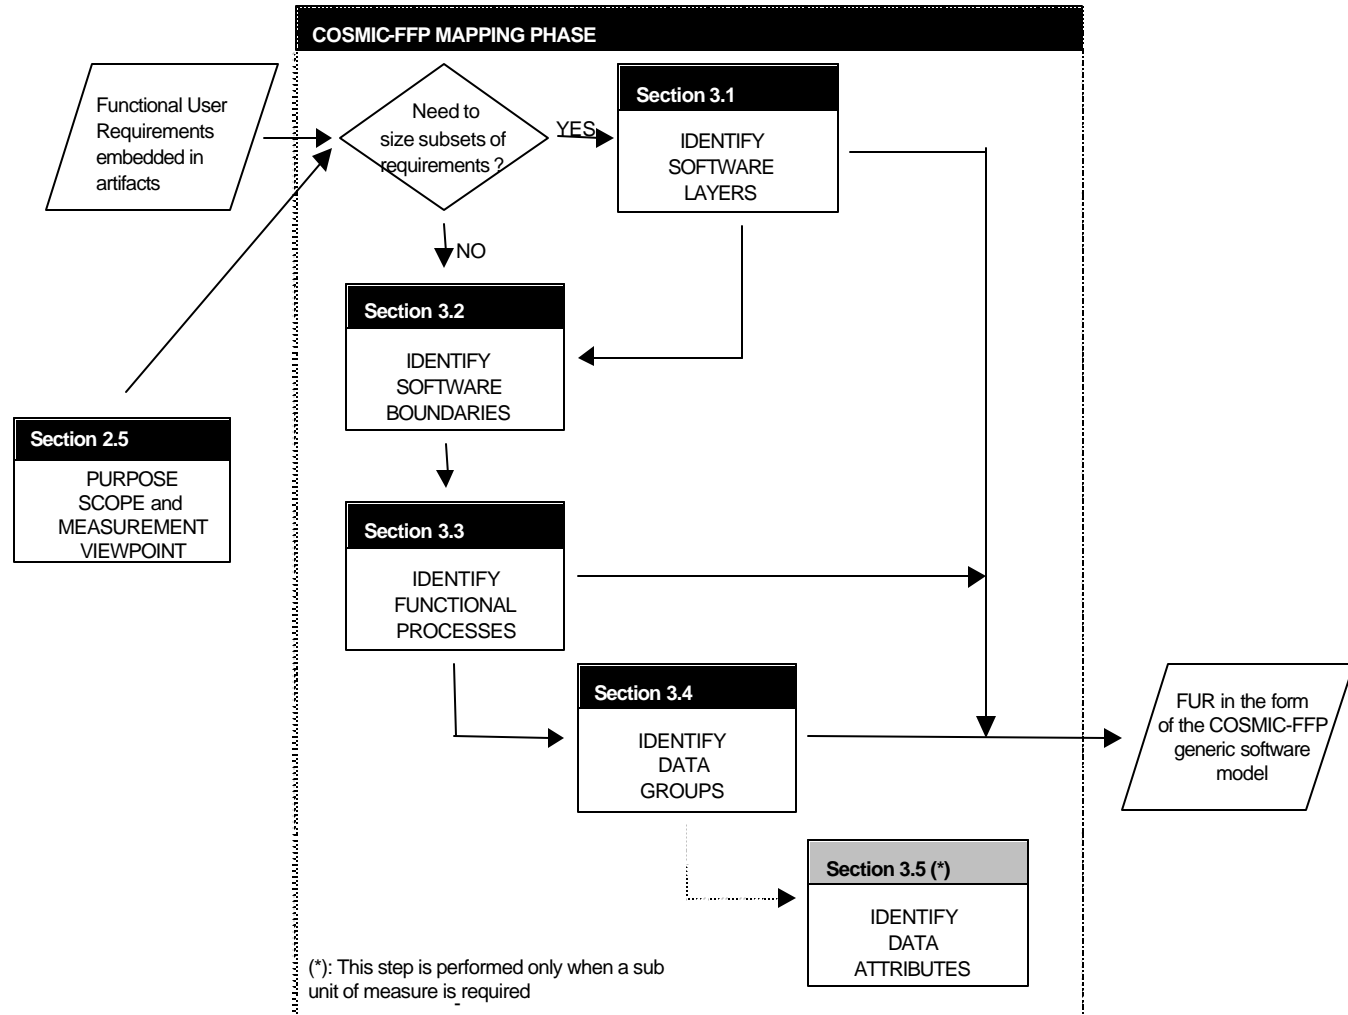 COSMIC-FFP MAPPING PHASE
Functional User
Requirements
embedded in
artifacts
Need to
size subsets of
requirements ?
YES
Section 3.1
IDENTIFY
SOFTWARE
LAYERS
NO
Section 3.2
IDENTIFY
SOFTWARE
BOUNDARIES
Section 2.5
PURPOSE
SCOPE and
MEASUREMENT
VIEWPOINT
Section 3.3
IDENTIFY
FUNCTIONAL
PROCESSES
Section 3.4
IDENTIFY
DATA
GROUPS
FUR in the form
of the COSMIC-FFP
generic software
model
Section 3.5 (*)
IDENTIFY
DATA
ATTRIBUTES
(*): This step is performed only when a sub
unit of measure is required
-